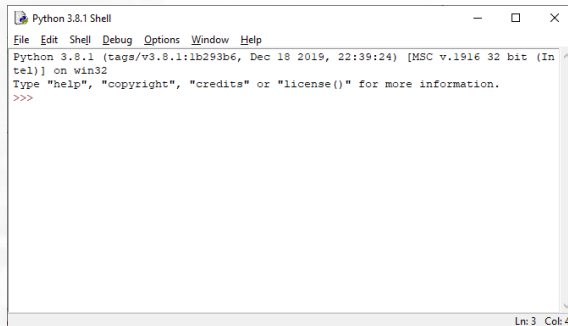 Python 3.8.1 Shell
File Edit Shell Debug Options Window Help
Python 3.8.1 (tags/v3.8.1:1b293b6, Dec 18 2019, 22:39:24) [MSC v.1916 32 bit (In
tel)] on win32
Type "help", "copyright", "credits" or "license()" for more information.
>>>
Ln: 3 Col: 4